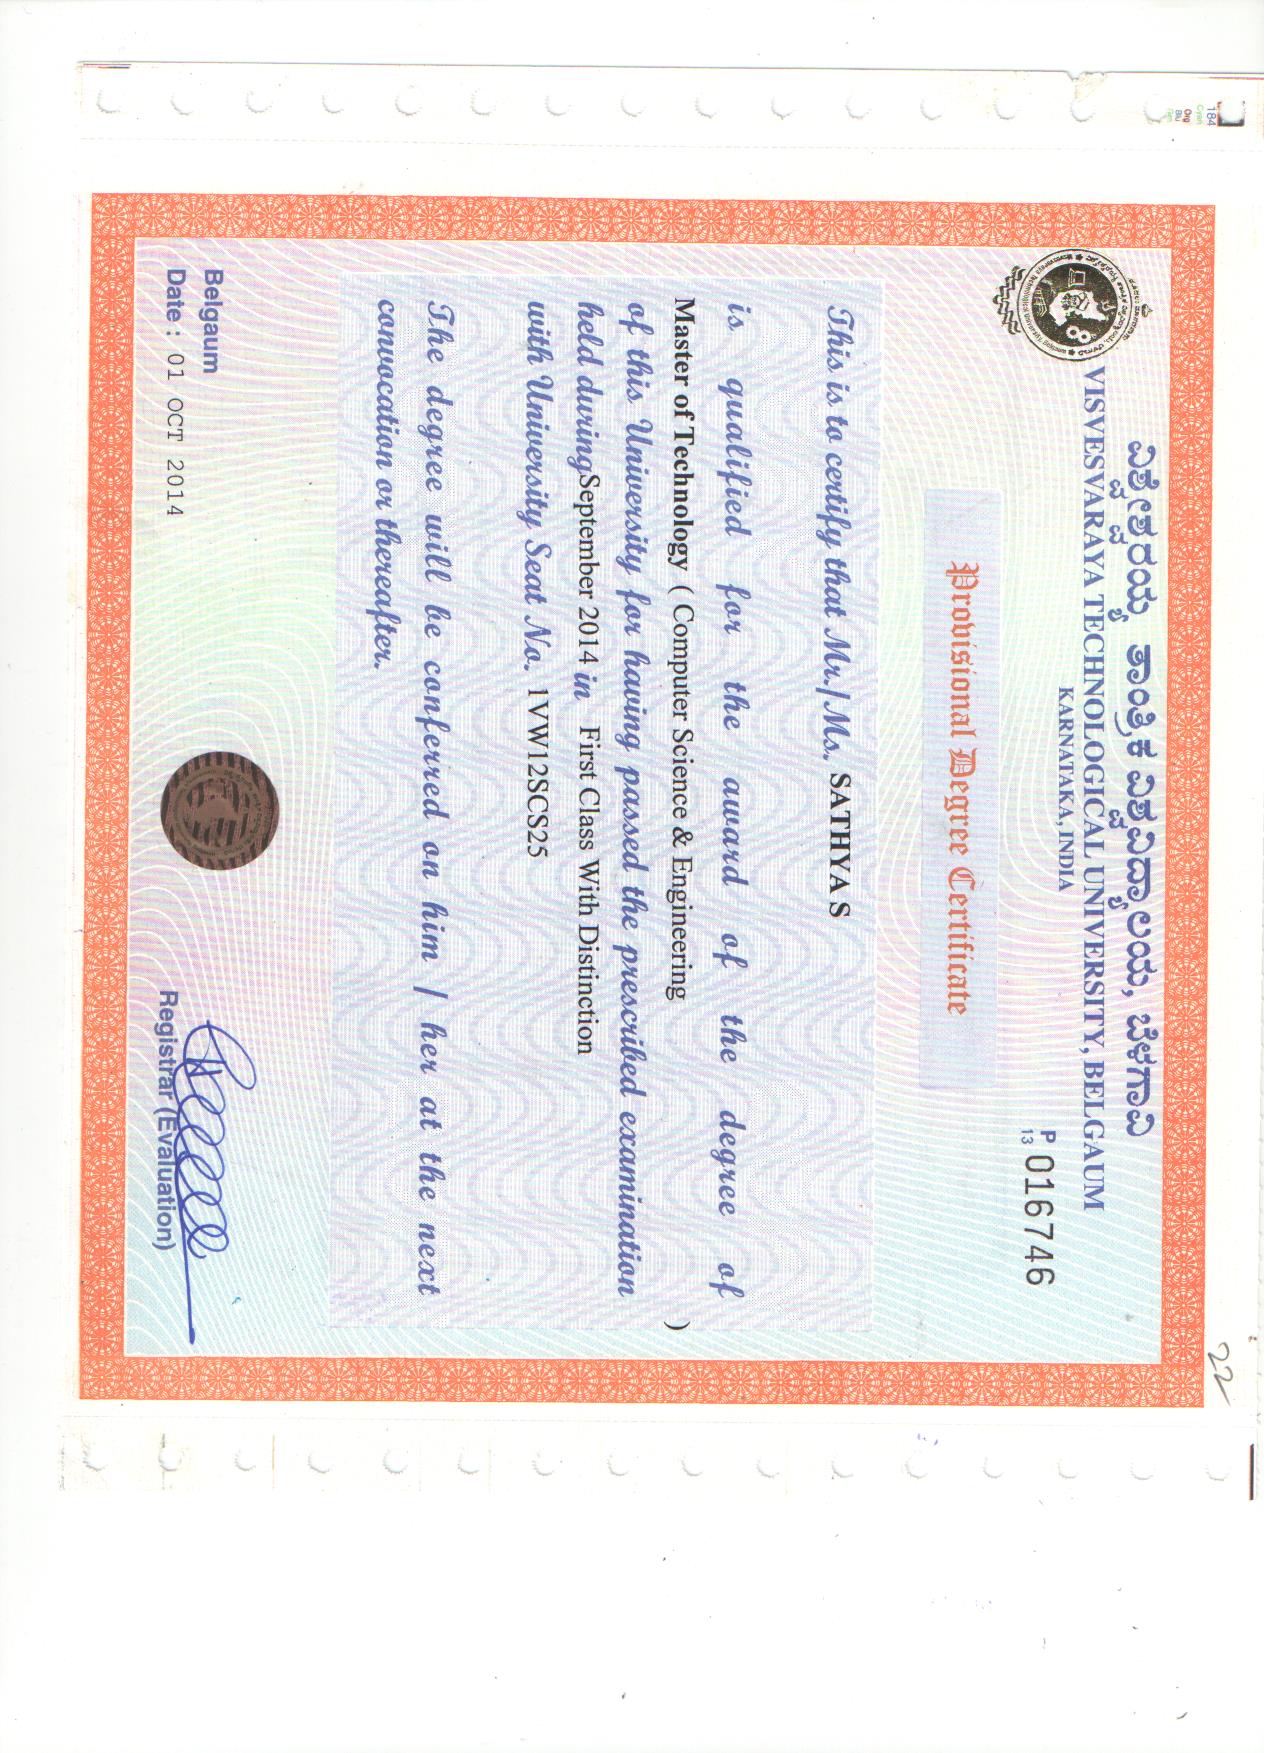 ವಿಶ್ವೇಶ್ವರಯ್ಯ ತಾಂತ್ರಿಕ ವಿಶ್ವವಿದ್ಯಾಲಯ, ಬೆಳಗಾವಿ
VISVESVARAYA TECHNOLOGICAL UNIVERSITY, BELGAUM
KARNATAKA, INDIA
P 13 016746
22
Provisional Degree Certificate
This is to certify that Mr./Ms. SATHYA S
is qualified for the award of the degree of
Master of Technology ( Computer Science & Engineering )
of this University for having passed the prescribed examination
held during September 2014 in First Class With Distinction
with University Seat No. 1VW12SCS25
The degree will be conferred on him / her at the next
convocation or thereafter.
Belgaum
Date : 01 OCT 2014
Registrar (Evaluation)
184